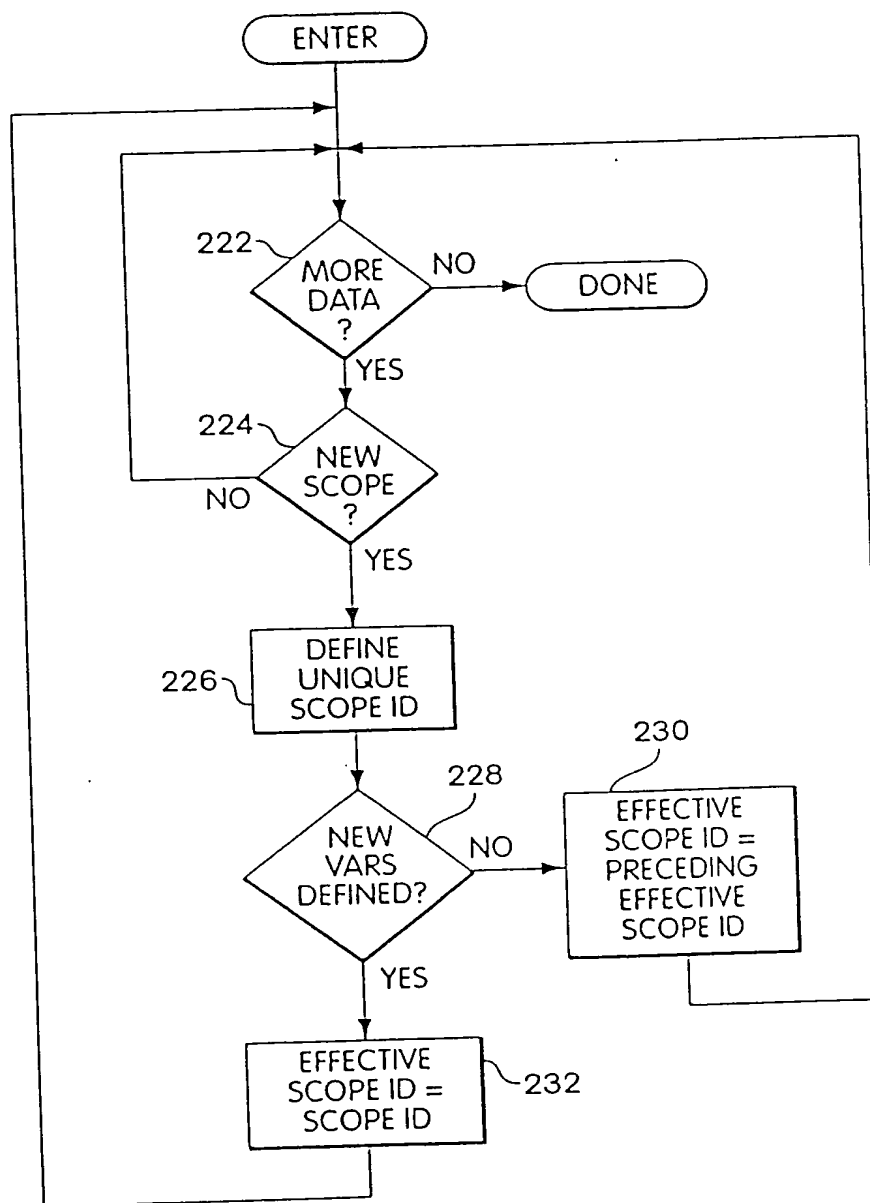 ENTER
222
MORE
DATA
?
NO
DONE
YES
224
NEW
SCOPE
?
NO
YES
DEFINE
UNIQUE
SCOPE ID
226
228
NEW
VARS
DEFINED?
NO
230
EFFECTIVE
SCOPE ID =
PRECEDING
EFFECTIVE
SCOPE ID
YES
EFFECTIVE
SCOPE ID =
SCOPE ID
232